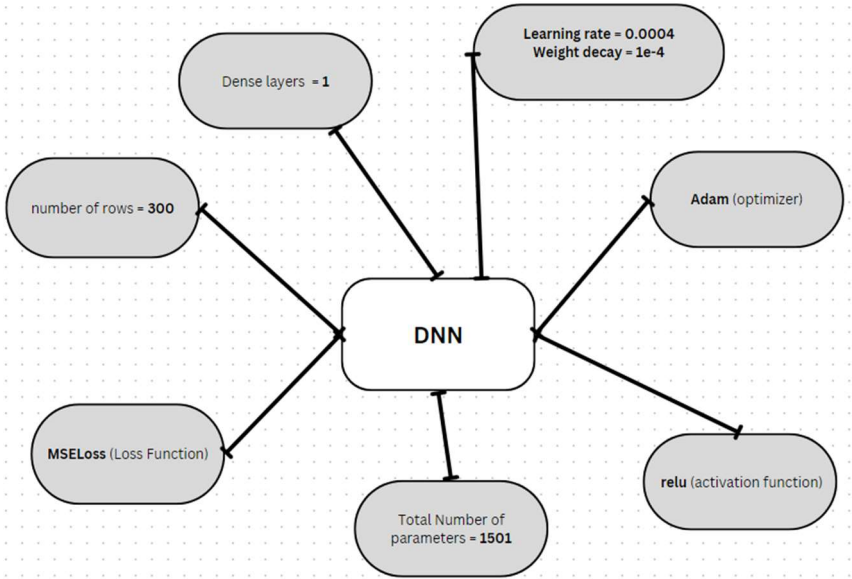 Learning rate = 0.0004
Weight decay = 1e-4
Dense layers = 1
number of rows = 300
Adam (optimizer)
DNN
MSELoss (Loss Function)
relu (activation function)
Total Number of
parameters = 1501